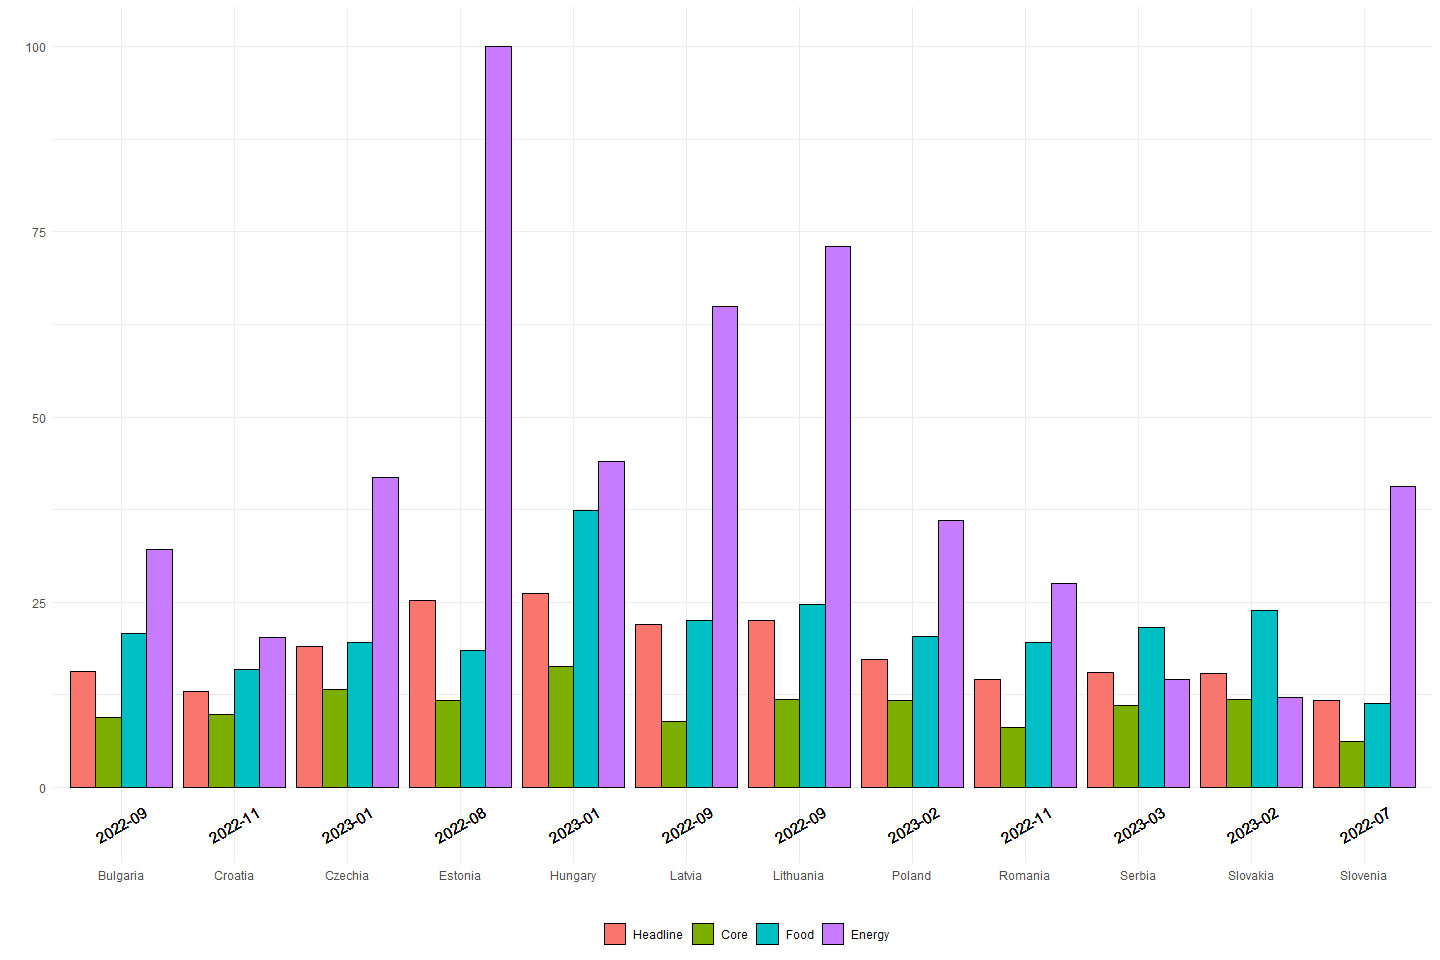 100
75
50
25
0
2022-09 2022-11 2023-01 2022-08 2023-01 2022-09 2022-09 2023-02 2022-11 2023-03 2023-02 2022-07
Bulgaria Croatia Czechia Estonia Hungary Latvia Lithuania Poland Romania Serbia Slovakia Slovenia
Headline Core Food Energy